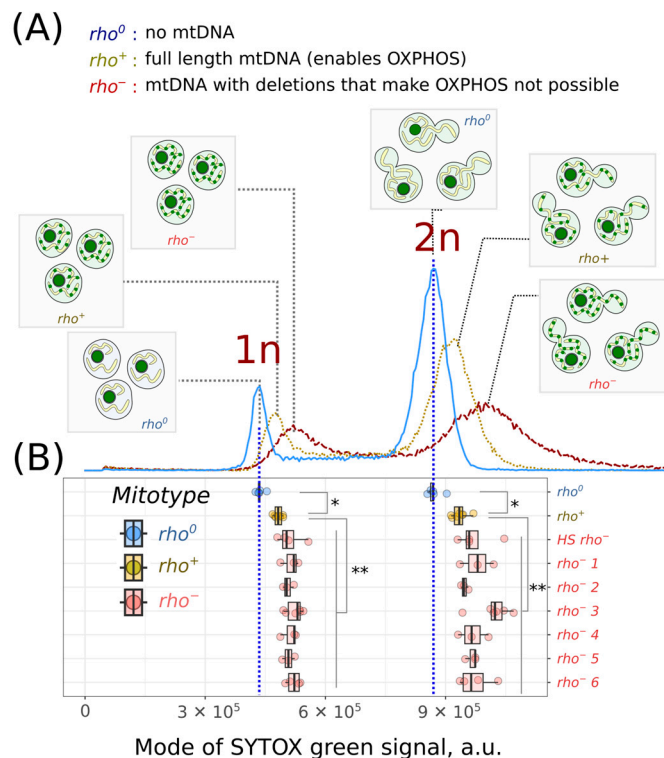 (A)
rho⁰ : no mtDNA
rho⁺ : full length mtDNA (enables OXPHOS)
rho⁻ : mtDNA with deletions that make OXPHOS not possible
rho⁰
rho⁻
rho+
rho⁺
rho⁻
rho⁰
2n
1n
(B)
Mitotype
rho⁰
rho⁺
rho⁻
*
**
*
**
rho⁰
rho⁺
HS rho⁻
rho⁻ 1
rho⁻ 2
rho⁻ 3
rho⁻ 4
rho⁻ 5
rho⁻ 6
0 3 × 10⁵ 6 × 10⁵ 9 × 10⁵
Mode of SYTOX green signal, a.u.